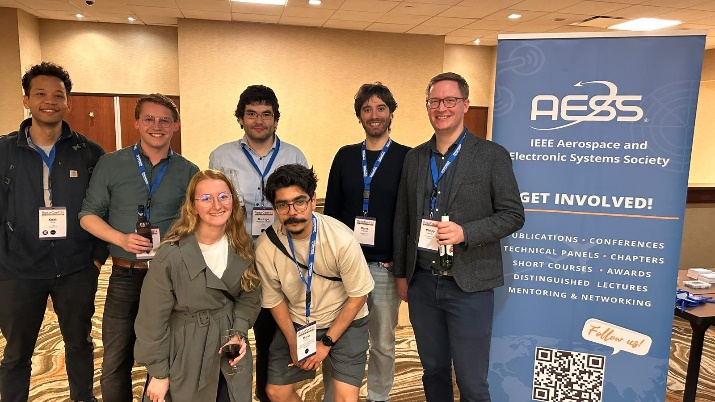 AESS
IEEE Aerospace and
Electronic Systems Society
GET INVOLVED!
PUBLICATIONS • CONFERENCES
TECHNICAL PANELS • CHAPTERS
SHORT COURSES • AWARDS
DISTINGUISHED LECTURES
MENTORING & NETWORKING
Follow us!